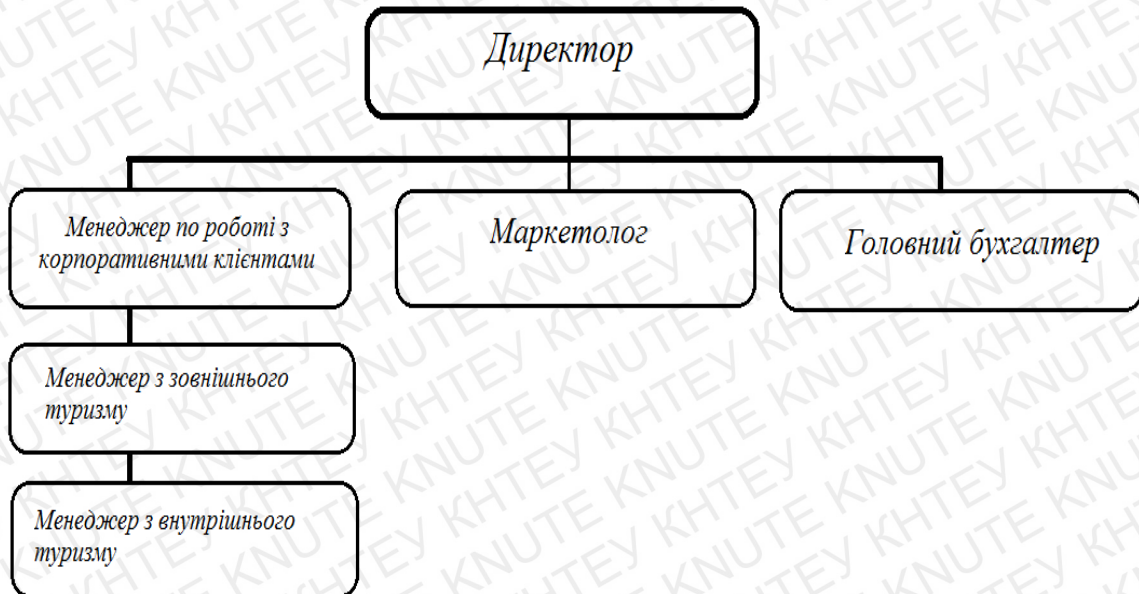 Директор
Менеджер по роботі з
корпоративними клієнтами
Маркетолог
Головний бухгалтер
Менеджер з зовнішнього
туризму
Менеджер з внутрішнього
туризму